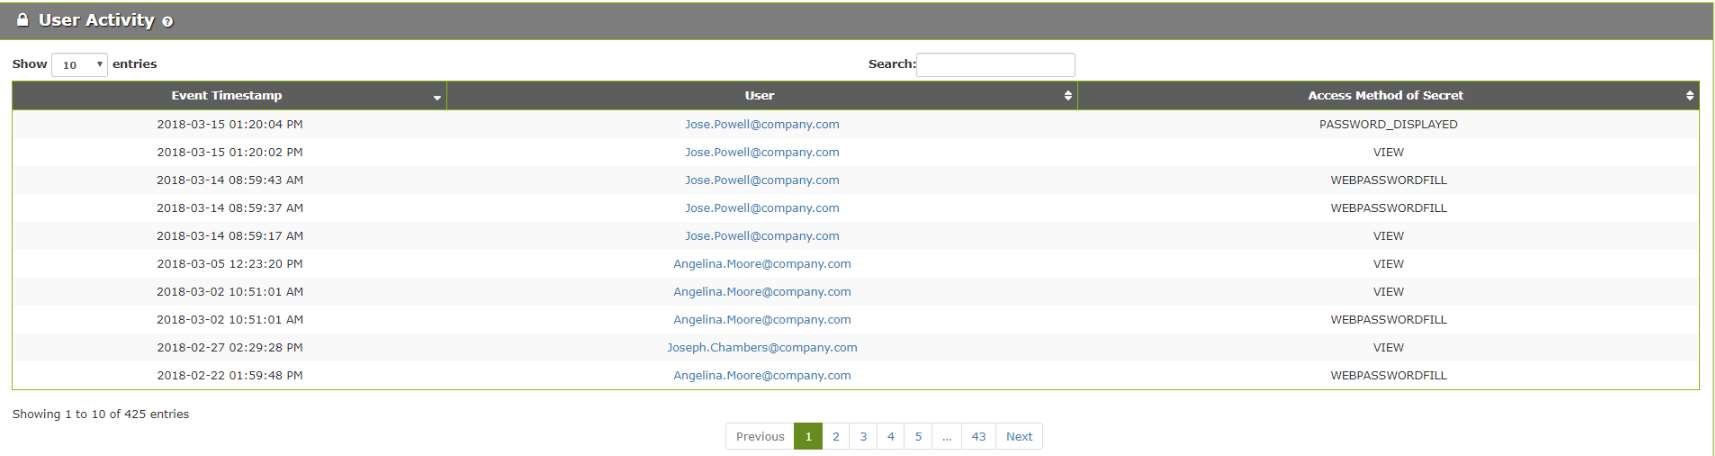 User Activity ?
Show 10 entries Search:
Event Timestamp User Access Method of Secret
2018-03-15 01:20:04 PM Jose.Powell@company.com PASSWORD_DISPLAYED
2018-03-15 01:20:02 PM Jose.Powell@company.com VIEW
2018-03-14 08:59:43 AM Jose.Powell@company.com WEBPASSWORDFILL
2018-03-14 08:59:37 AM Jose.Powell@company.com WEBPASSWORDFILL
2018-03-14 08:59:17 AM Jose.Powell@company.com VIEW
2018-03-05 12:23:20 PM Angelina.Moore@company.com VIEW
2018-03-02 10:51:01 AM Angelina.Moore@company.com VIEW
2018-03-02 10:51:01 AM Angelina.Moore@company.com WEBPASSWORDFILL
2018-02-27 02:29:28 PM Joseph.Chambers@company.com VIEW
2018-02-22 01:59:48 PM Angelina.Moore@company.com WEBPASSWORDFILL
Showing 1 to 10 of 425 entries
Previous 1 2 3 4 5 ... 43 Next